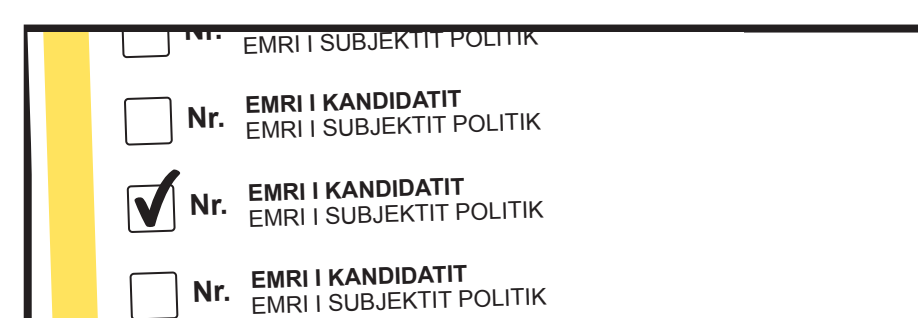 Nr.
EMRI I SUBJEKTIT POLITIK
Nr.
EMRI I KANDIDATIT
EMRI I SUBJEKTIT POLITIK
Nr.
EMRI I KANDIDATIT
EMRI I SUBJEKTIT POLITIK
Nr.
EMRI I KANDIDATIT
EMRI I SUBJEKTIT POLITIK